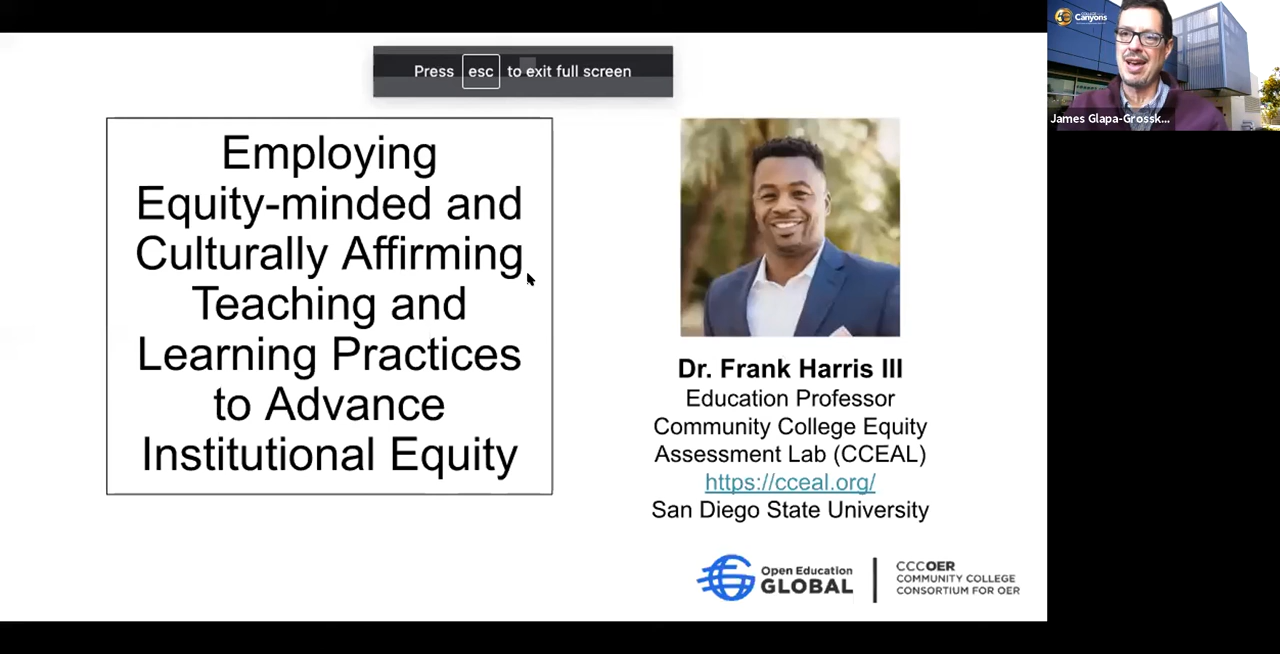 Press esc to exit full screen
Employing
Equity-minded and
Culturally Affirming
Teaching and
Learning Practices
to Advance
Institutional Equity
Dr. Frank Harris III
Education Professor
Community College Equity
Assessment Lab (CCEAL)
https://cceal.org/
San Diego State University
Open Education
GLOBAL
CCCOER
COMMUNITY COLLEGE
CONSORTIUM FOR OER
Canyons
James Glapa-Grossk...